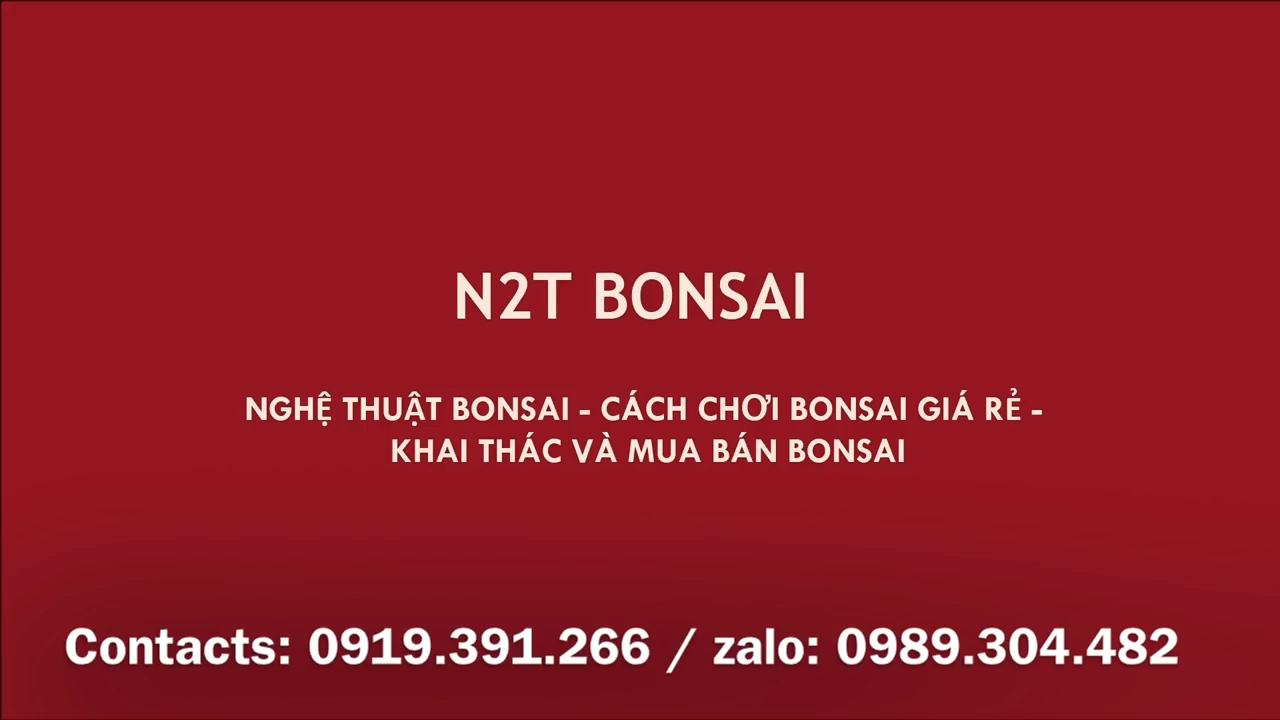 N2T BONSAI
NGHỆ THUẬT BONSAI - CÁCH CHƠI BONSAI GIÁ RẺ -
KHAI THÁC VÀ MUA BÁN BONSAI
Contacts: 0919.391.266 / zalo: 0989.304.482